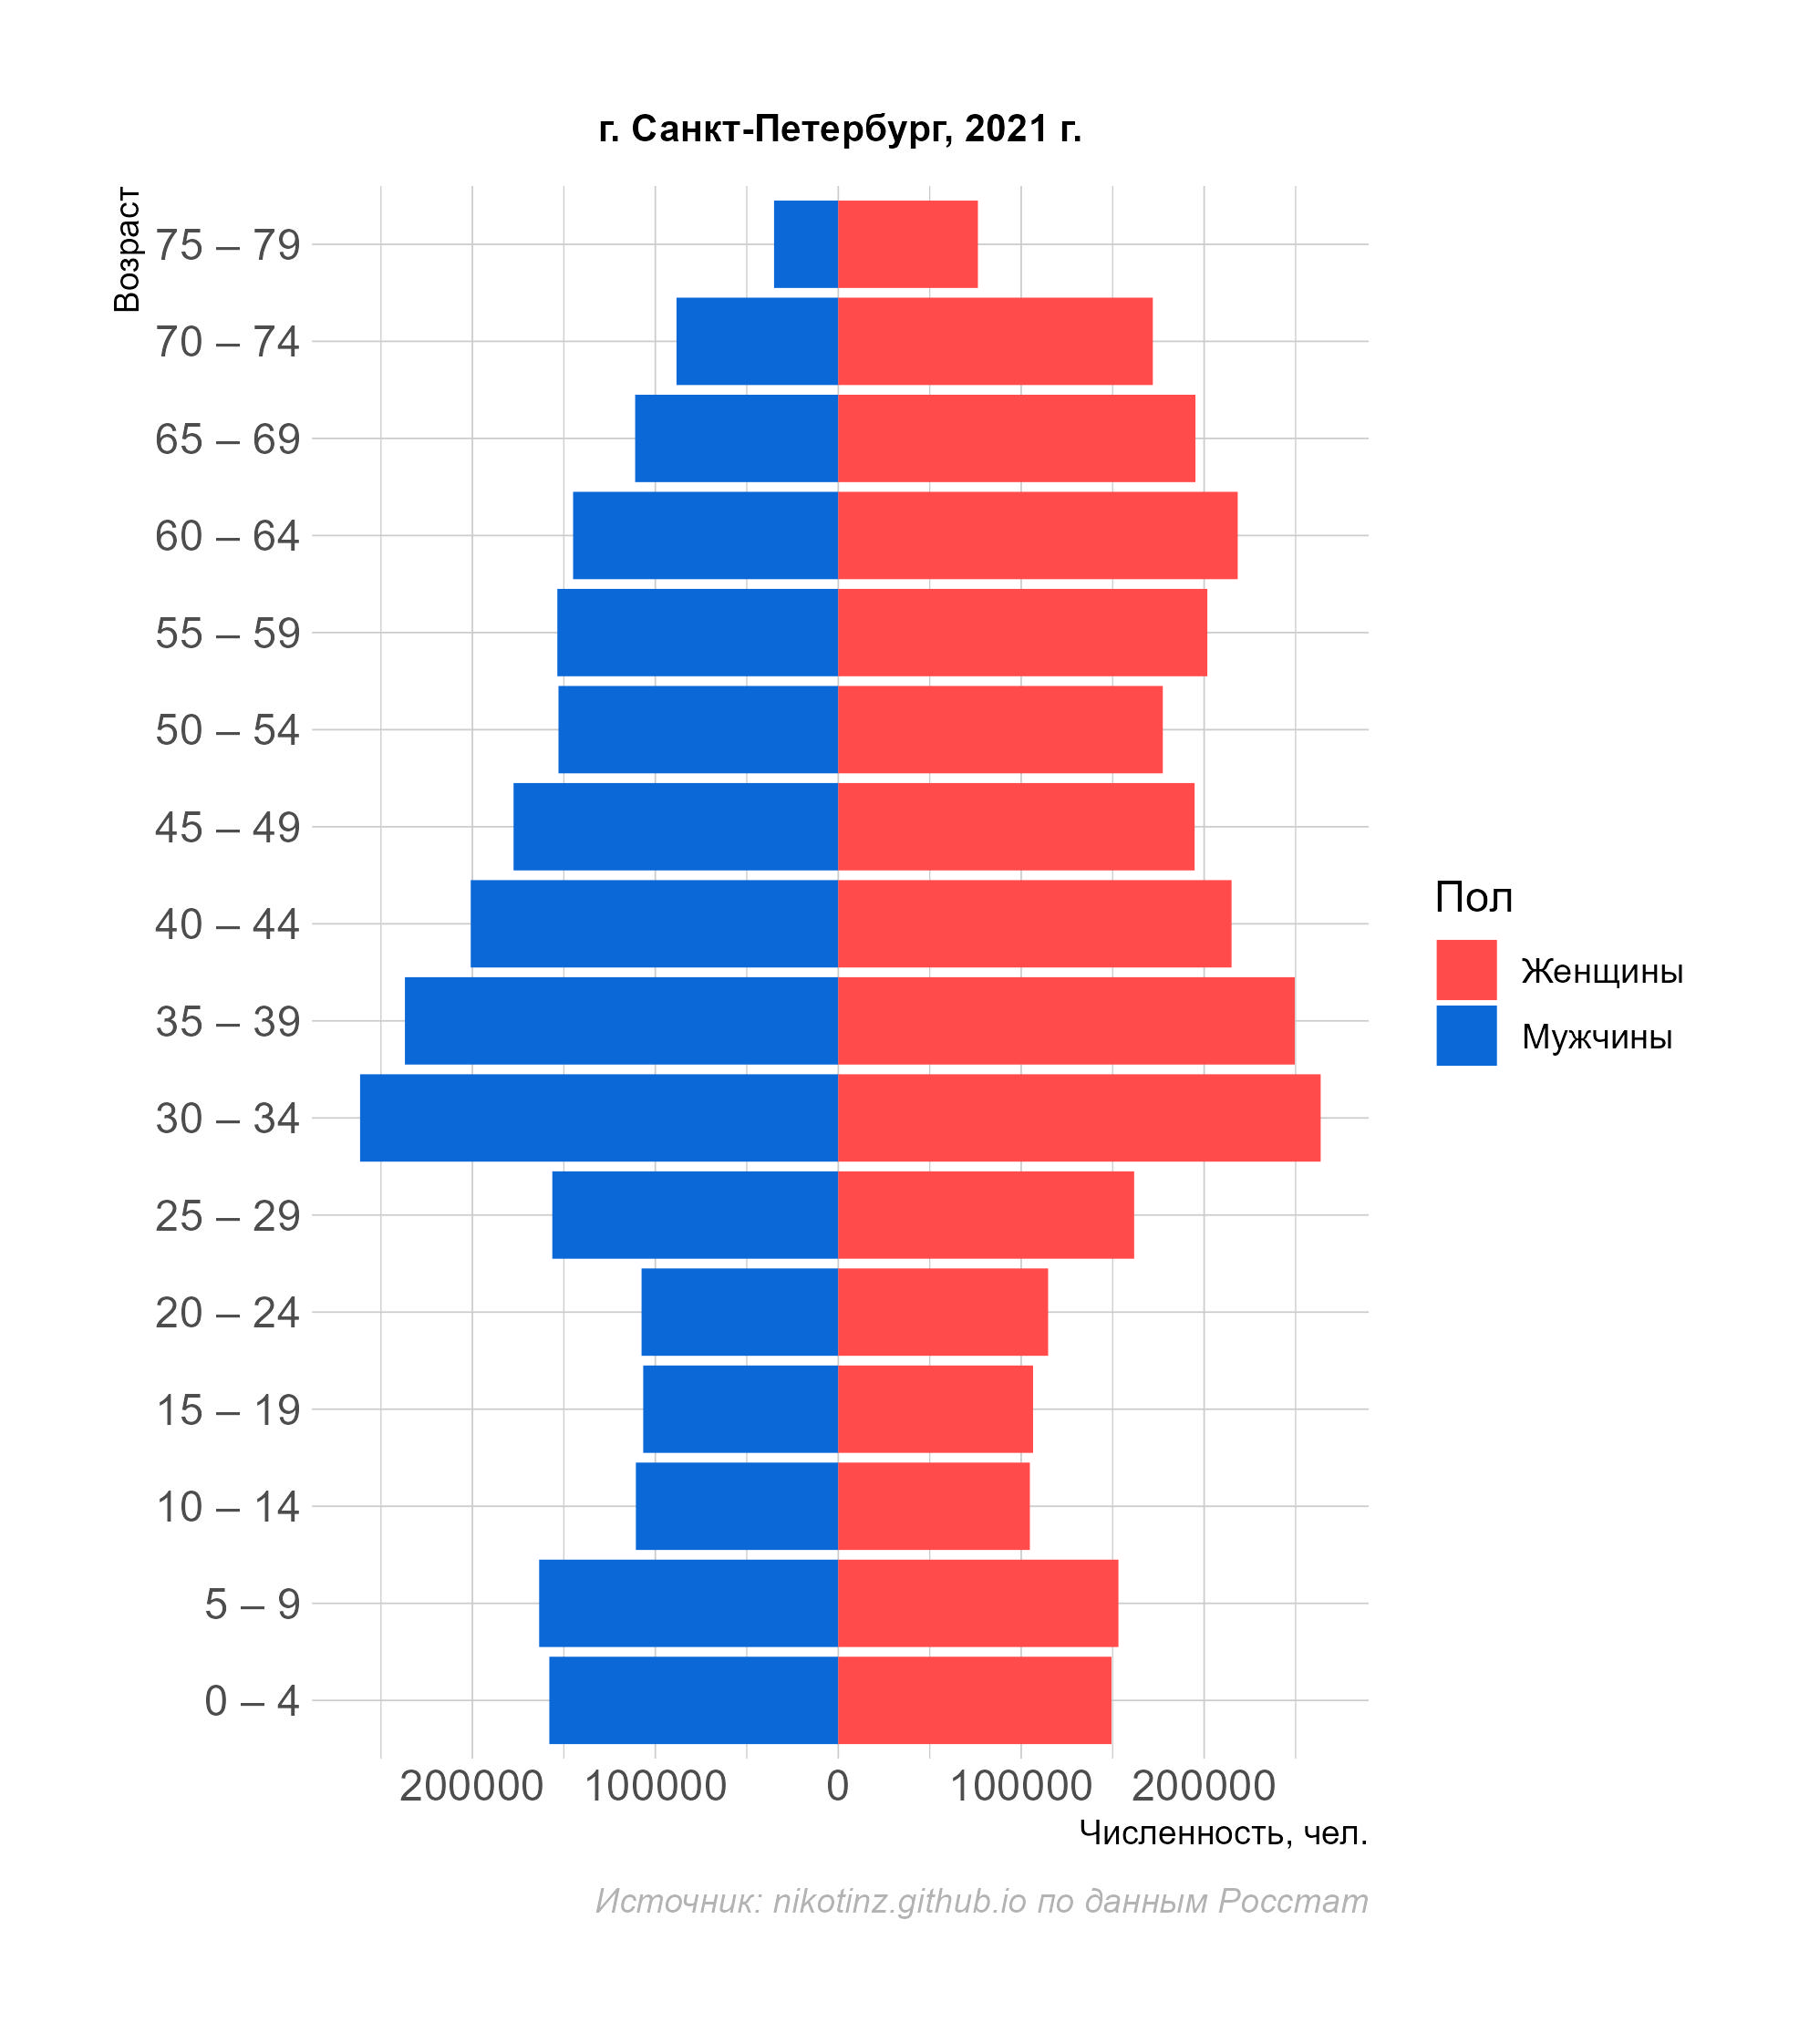 г. Санкт-Петербург, 2021 г.
Возраст
75 – 79
70 – 74
65 – 69
60 – 64
55 – 59
50 – 54
45 – 49
40 – 44
35 – 39
30 – 34
25 – 29
20 – 24
15 – 19
10 – 14
5 – 9
0 – 4
200000 100000 0 100000 200000
Численность, чел.
Пол
Женщины
Мужчины
Источник: nikotinz.github.io по данным Росстат